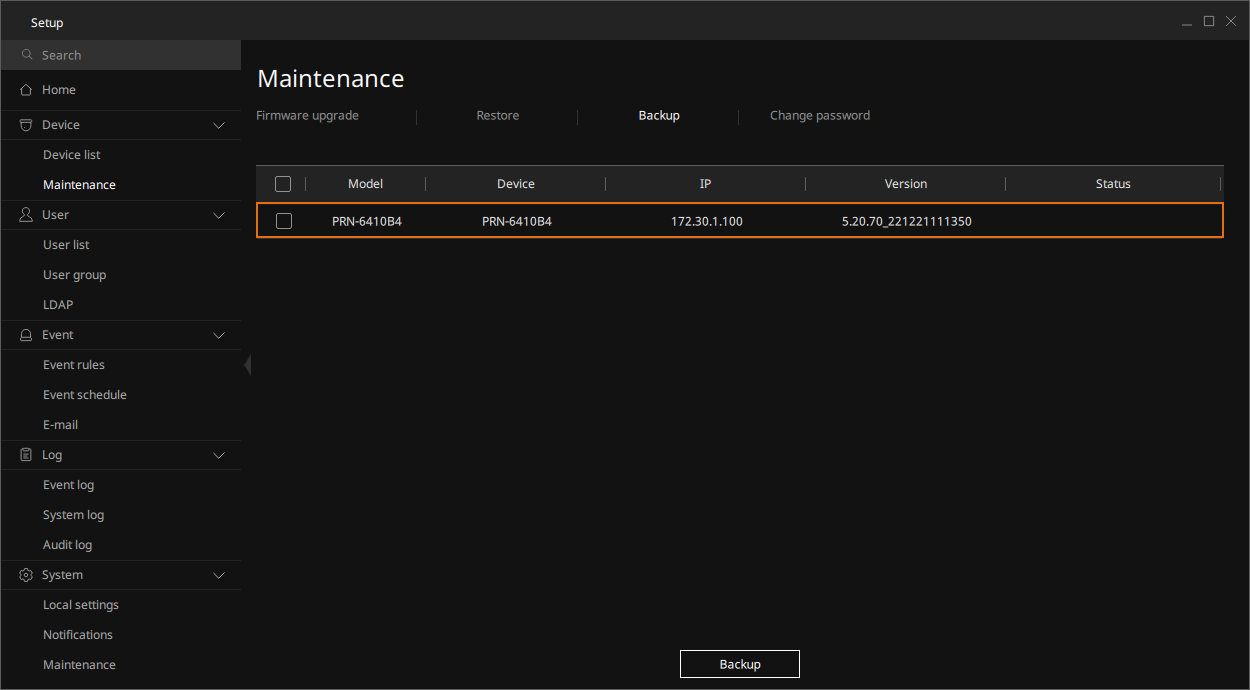 Setup
Search
Home
Device
Device list
Maintenance
User
User list
User group
LDAP
Event
Event rules
Event schedule
E-mail
Log
Event log
System log
Audit log
System
Local settings
Notifications
Maintenance
Maintenance
Firmware upgrade Restore Backup Change password
Model Device IP Version Status
PRN-6410B4 PRN-6410B4 172.30.1.100 5.20.70_221221111350
Backup